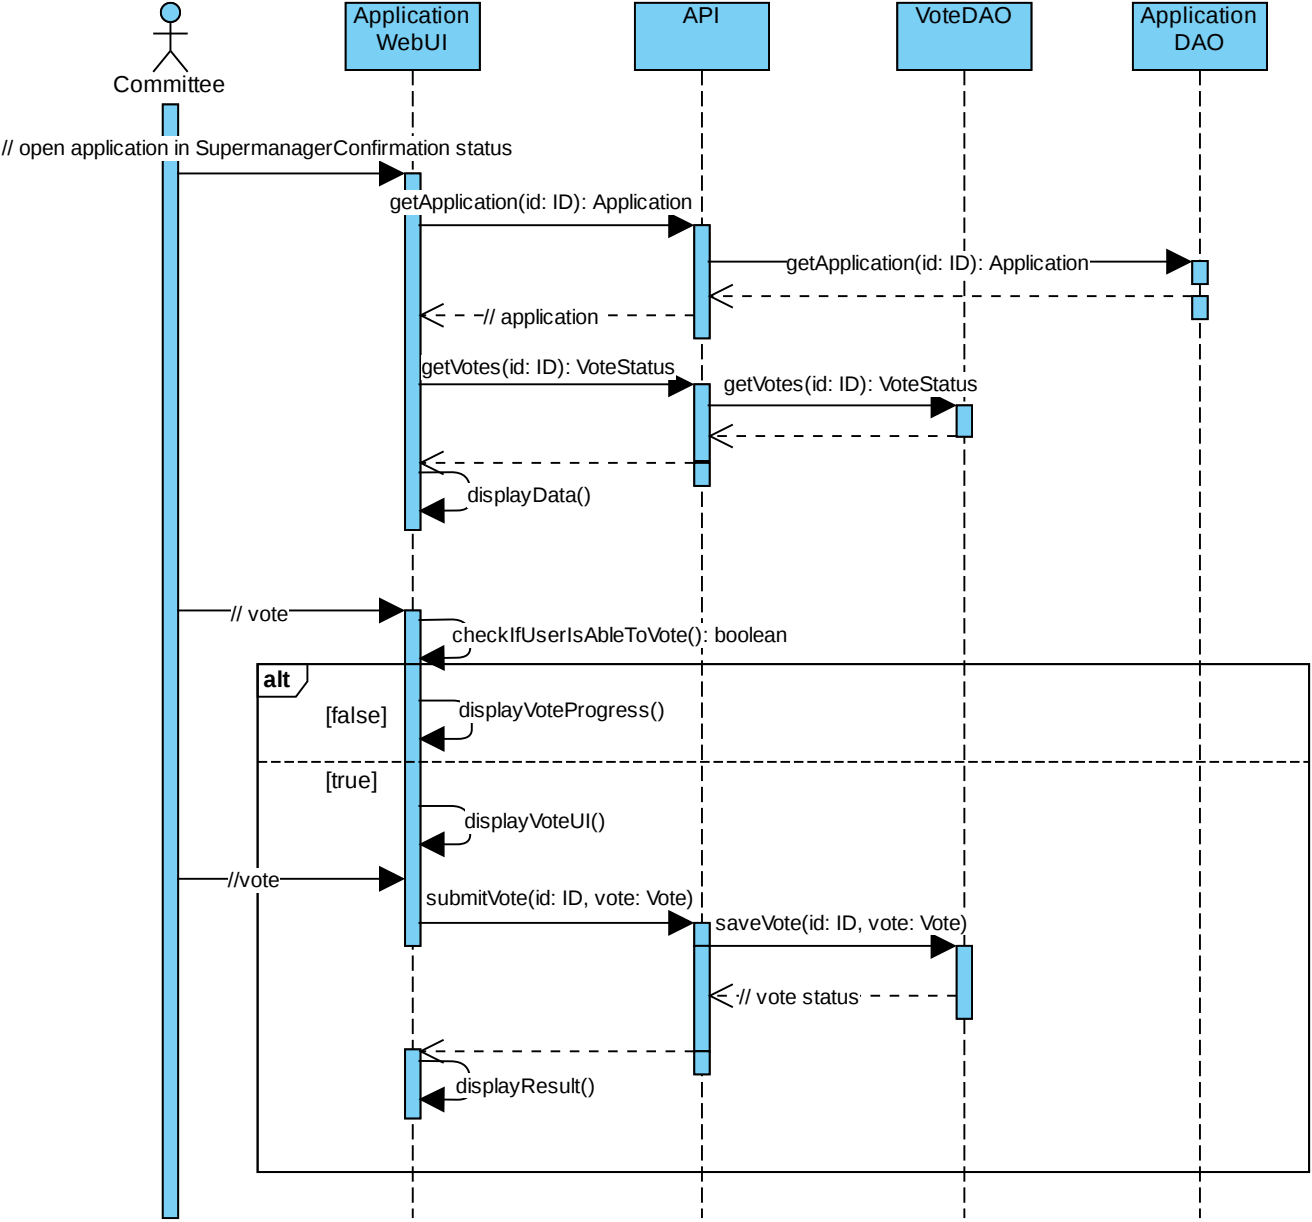 Application
WebUI
API
VoteDAO
Application
DAO
Committee
// open application in SupermanagerConfirmation status
getApplication(id: ID): Application
getApplication(id: ID): Application
// application
getVotes(id: ID): VoteStatus
getVotes(id: ID): VoteStatus
displayData()
// vote
checkIfUserIsAbleToVote(): boolean
alt
[false]
displayVoteProgress()
[true]
displayVoteUI()
//vote
submitVote(id: ID, vote: Vote)
saveVote(id: ID, vote: Vote)
// vote status
displayResult()